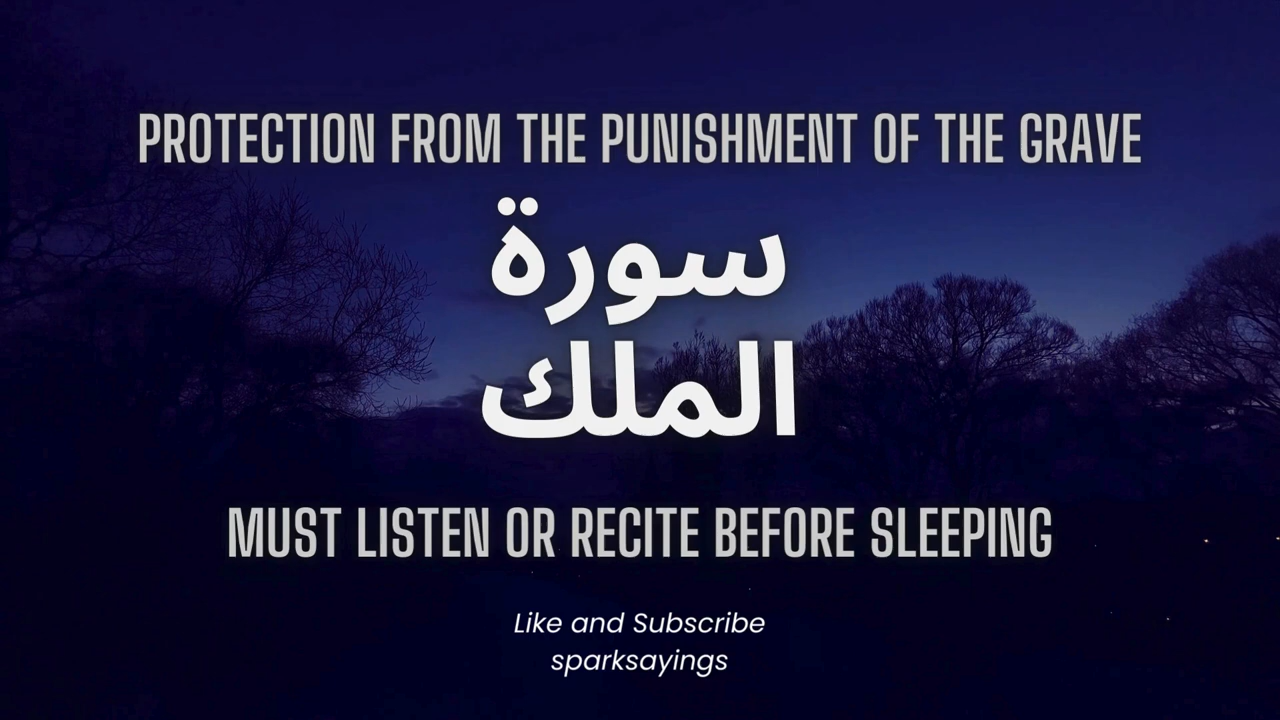 PROTECTION FROM THE PUNISHMENT OF THE GRAVE
سورة
الملك
MUST LISTEN OR RECITE BEFORE SLEEPING
Like and Subscribe
sparksayings